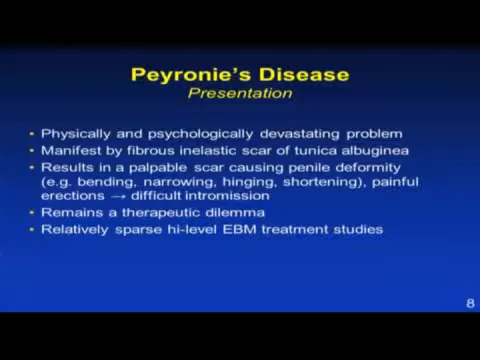 Peyronie's Disease
Presentation
• Physically and psychologically devastating problem
• Manifest by fibrous inelastic scar of tunica albuginea
• Results in a palpable scar causing penile deformity
(e.g. bending, narrowing, hinging, shortening), painful
erections → difficult intromission
• Remains a therapeutic dilemma
• Relatively sparse hi-level EBM treatment studies
8